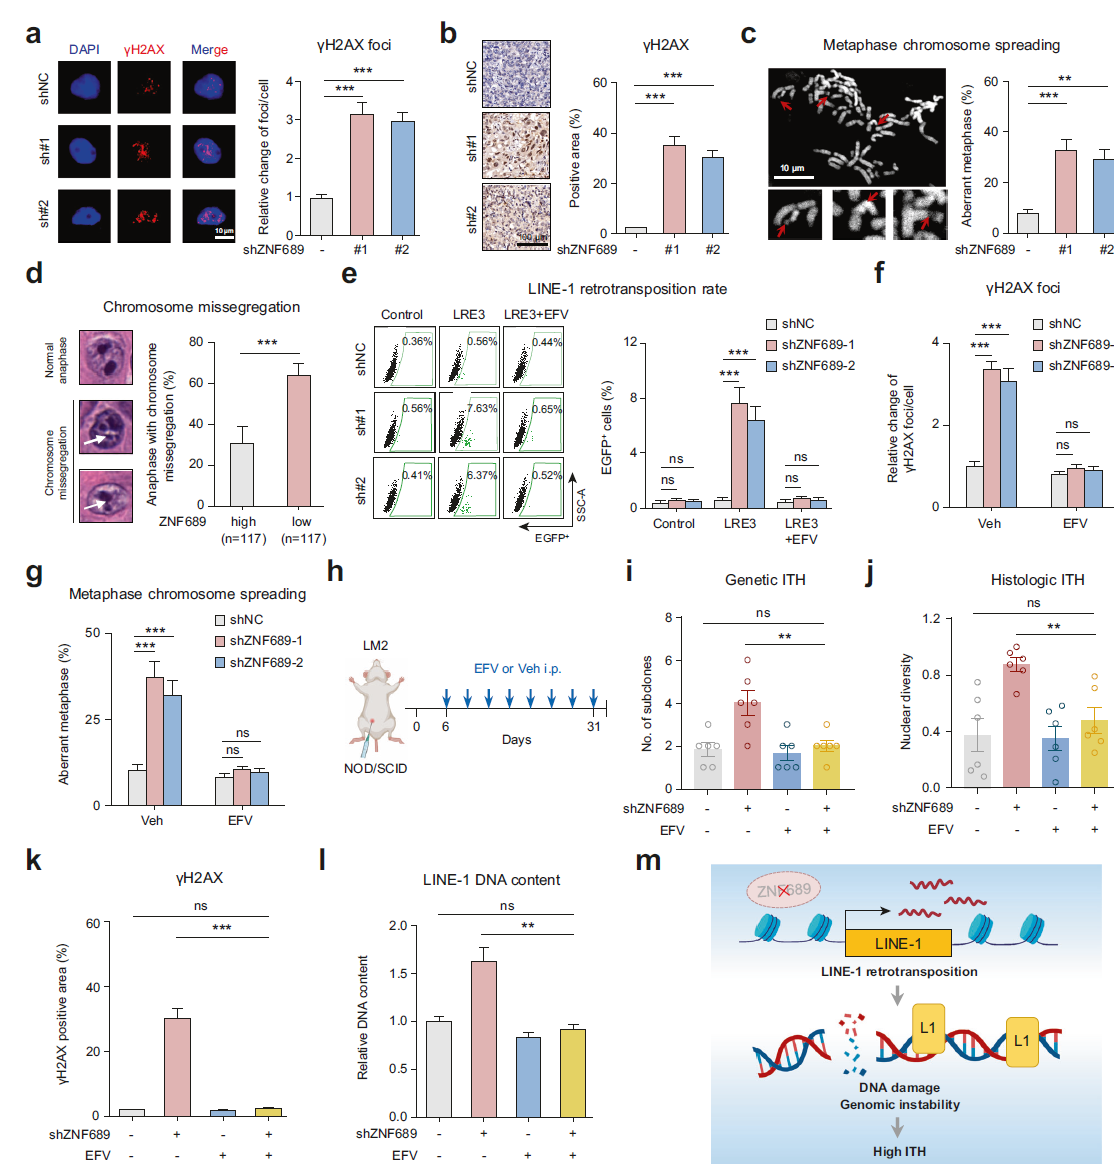 a
DAPI
γH2AX
Merge
shNC
sh#1
sh#2
10 μm
γH2AX foci
Relative change of foci/cell
4
3
2
1
0
***
***
shZNF689
-
#1
#2
b
shNC
sh#1
sh#2
100 μm
γH2AX
Positive area (%)
60
40
20
0
***
***
shZNF689
-
#1
#2
c
Metaphase chromosome spreading
10 μm
Aberrant metaphase (%)
60
40
20
0
**
***
shZNF689
-
#1
#2
d
Chromosome missegregation
Normal
anaphase
Chromosome
missegregation
Anaphase with chromosome
missegregation (%)
80
60
40
20
0
***
ZNF689
high
(n=117)
low
(n=117)
e
LINE-1 retrotransposition rate
Control
LRE3
LRE3+EFV
shNC
0.36%
0.56%
0.44%
sh#1
0.56%
7.63%
0.65%
sh#2
0.41%
6.37%
0.52%
SSC-A
EGFP⁺
EGFP⁺ cells (%)
12
8
4
0
shNC
shZNF689-1
shZNF689-2
ns
ns
***
***
ns
ns
Control
LRE3
LRE3
+EFV
f
γH2AX foci
shNC
shZNF689-
shZNF689-
Relative change of
γH2AX foci/cell
4
2
0
***
***
ns
ns
Veh
EFV
g
Metaphase chromosome spreading
shNC
shZNF689-1
shZNF689-2
Aberrant metaphase (%)
50
25
0
***
***
ns
ns
Veh
EFV
h
LM2
EFV or Veh i.p.
0
6
31
Days
NOD/SCID
i
Genetic ITH
No. of subclones
8
6
4
2
0
ns
**
shZNF689
- + - +
EFV
- - + +
j
Histologic ITH
Nuclear diversity
1.2
0.8
0.4
0.0
ns
**
shZNF689
- + - +
EFV
- - + +
k
γH2AX
γH2AX positive area (%)
60
40
20
0
ns
***
shZNF689
- + - +
EFV
- - + +
l
LINE-1 DNA content
Relative DNA content
2.0
1.5
1.0
0.5
0.0
ns
**
shZNF689
- + - +
EFV
- - + +
m
ZNF689
LINE-1
LINE-1 retrotransposition
L1
L1
DNA damage
Genomic instability
High ITH